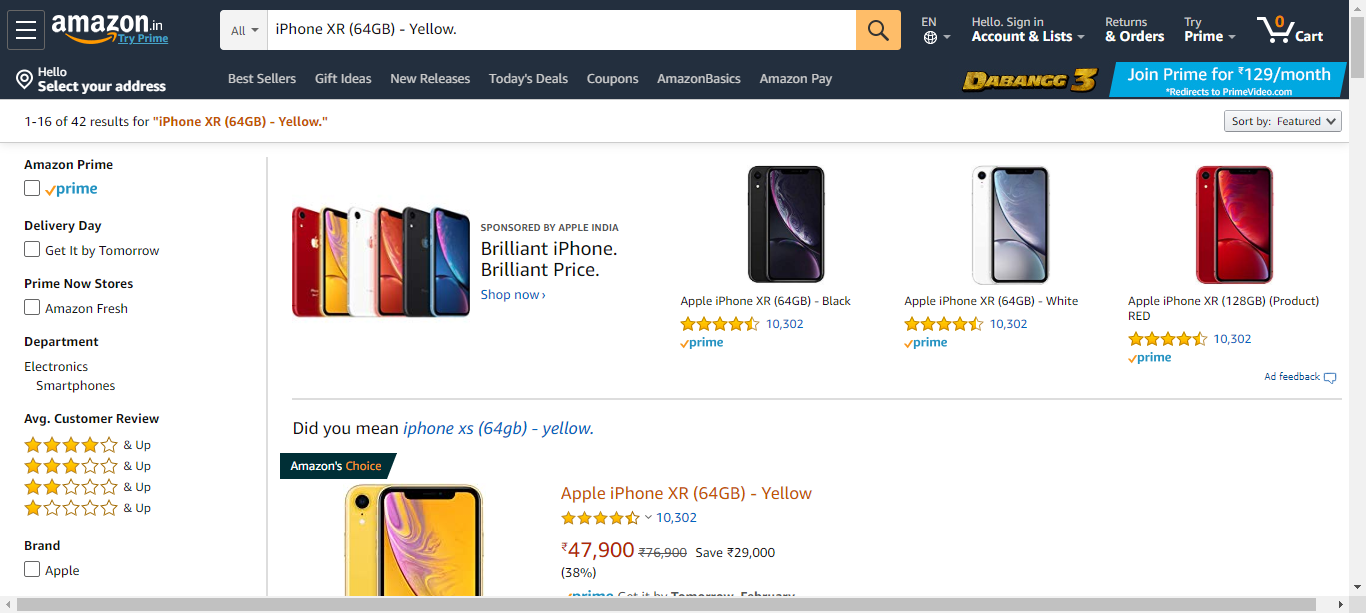 amazon.in
Try Prime
All
iPhone XR (64GB) - Yellow.
EN
Hello. Sign in
Account & Lists
Returns
& Orders
Try
Prime
0
Cart
Hello
Select your address
Best Sellers
Gift Ideas
New Releases
Today's Deals
Coupons
AmazonBasics
Amazon Pay
DABANGG 3
Join Prime for ₹129/month
*Redirects to PrimeVideo.com
1-16 of 42 results for "iPhone XR (64GB) - Yellow."
Sort by: Featured
Amazon Prime
prime
Delivery Day
Get It by Tomorrow
Prime Now Stores
Amazon Fresh
Department
Electronics
Smartphones
Avg. Customer Review
& Up
& Up
& Up
& Up
Brand
Apple
SPONSORED BY APPLE INDIA
Brilliant iPhone.
Brilliant Price.
Shop now ›
Apple iPhone XR (64GB) - Black
10,302
prime
Apple iPhone XR (64GB) - White
10,302
prime
Apple iPhone XR (128GB) (Product)
RED
10,302
prime
Ad feedback
Did you mean iphone xs (64gb) - yellow.
Amazon's Choice
Apple iPhone XR (64GB) - Yellow
10,302
₹47,900 ₹76,900 Save ₹29,000
(38%)
prime Get it by Tomorrow, February